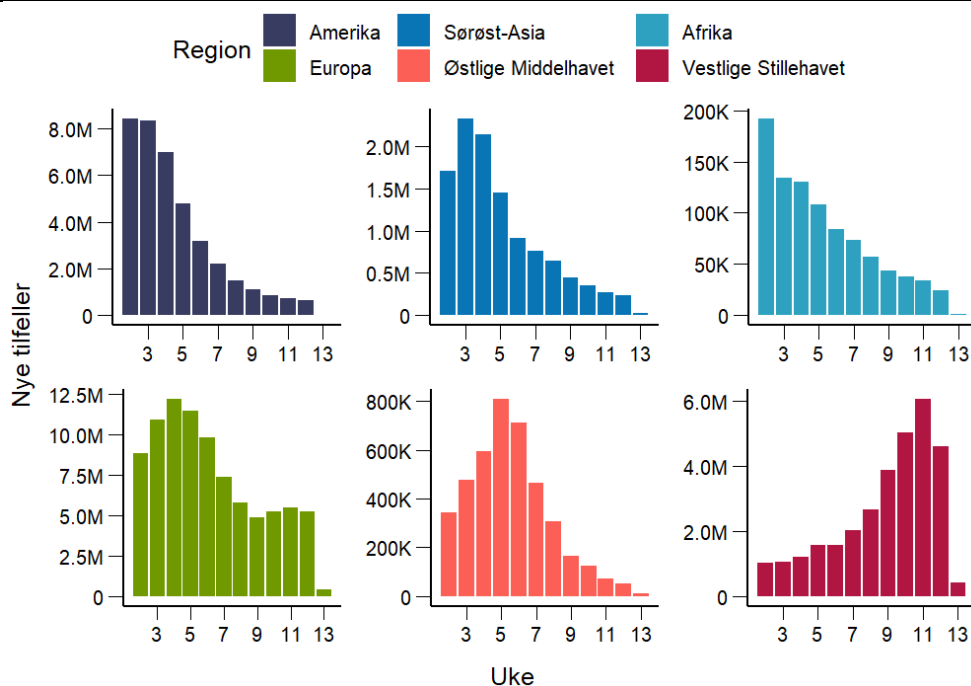 Region Amerika Sørøst-Asia Afrika
Europa Østlige Middelhavet Vestlige Stillehavet
Nye tilfeller
8.0M
6.0M
4.0M
2.0M
0
3 5 7 9 11 13
2.0M
1.5M
1.0M
0.5M
0
3 5 7 9 11 13
200K
150K
100K
50K
0
3 5 7 9 11 13
12.5M
10.0M
7.5M
5.0M
2.5M
0
3 5 7 9 11 13
800K
600K
400K
200K
0
3 5 7 9 11 13
6.0M
4.0M
2.0M
0
3 5 7 9 11 13
Uke